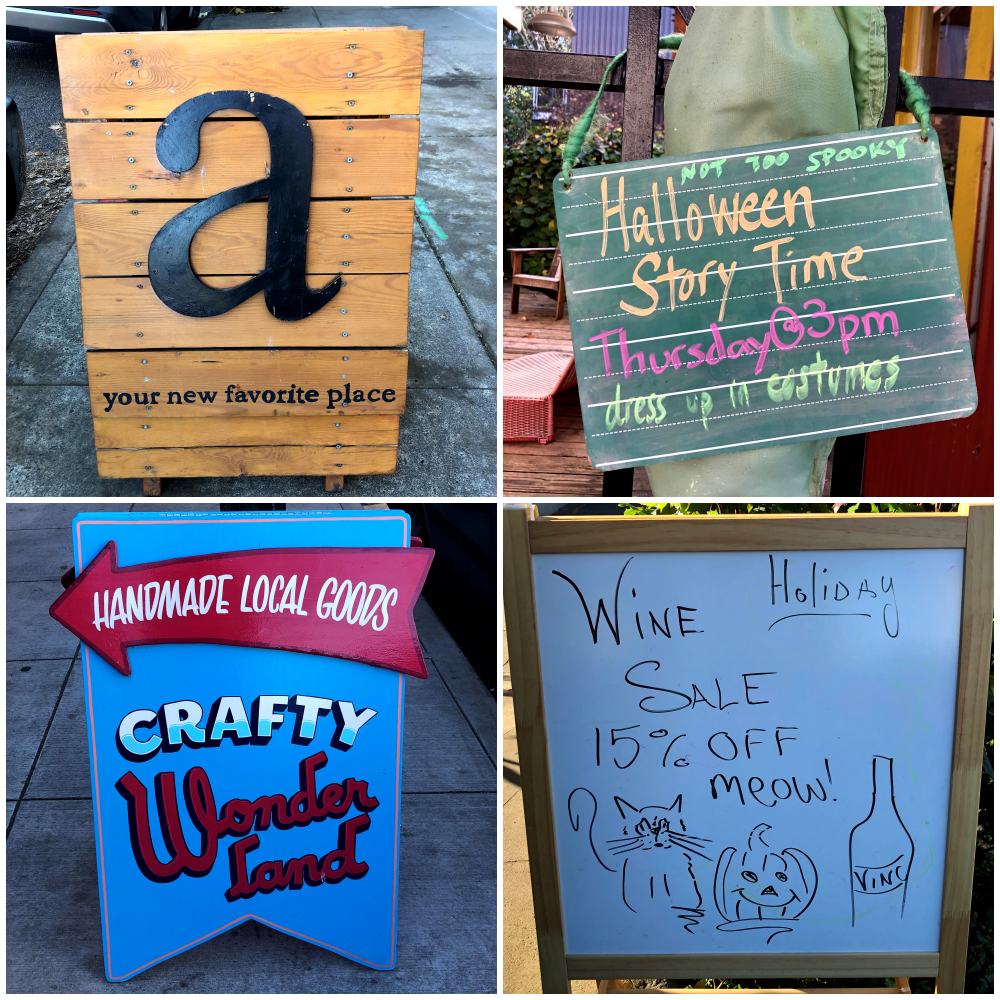 a
your new favorite place
NOT TOO SPOOKY
Halloween
Story Time
Thursday@3pm
dress up in costumes
HANDMADE LOCAL GOODS
CRAFTY
Wonder
land
Holiday
WiNE
SALE
15% OFF
meow!
VINO